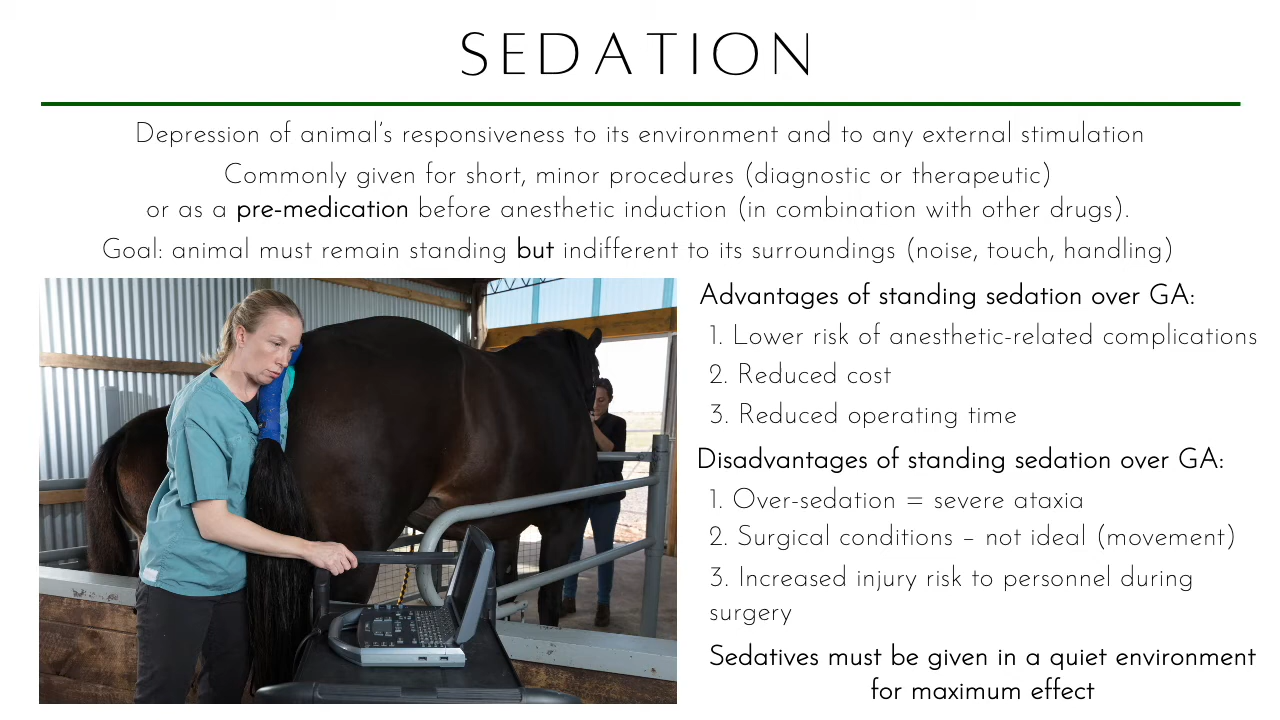 SEDATION
Depression of animal's responsiveness to its environment and to any external stimulation
Commonly given for short, minor procedures (diagnostic or therapeutic)
or as a pre-medication before anesthetic induction (in combination with other drugs).
Goal: animal must remain standing but indifferent to its surroundings (noise, touch, handling)
Advantages of standing sedation over GA:
1. Lower risk of anesthetic-related complications
2. Reduced cost
3. Reduced operating time
Disadvantages of standing sedation over GA:
1. Over-sedation = severe ataxia
2. Surgical conditions – not ideal (movement)
3. Increased injury risk to personnel during
surgery
Sedatives must be given in a quiet environment
for maximum effect